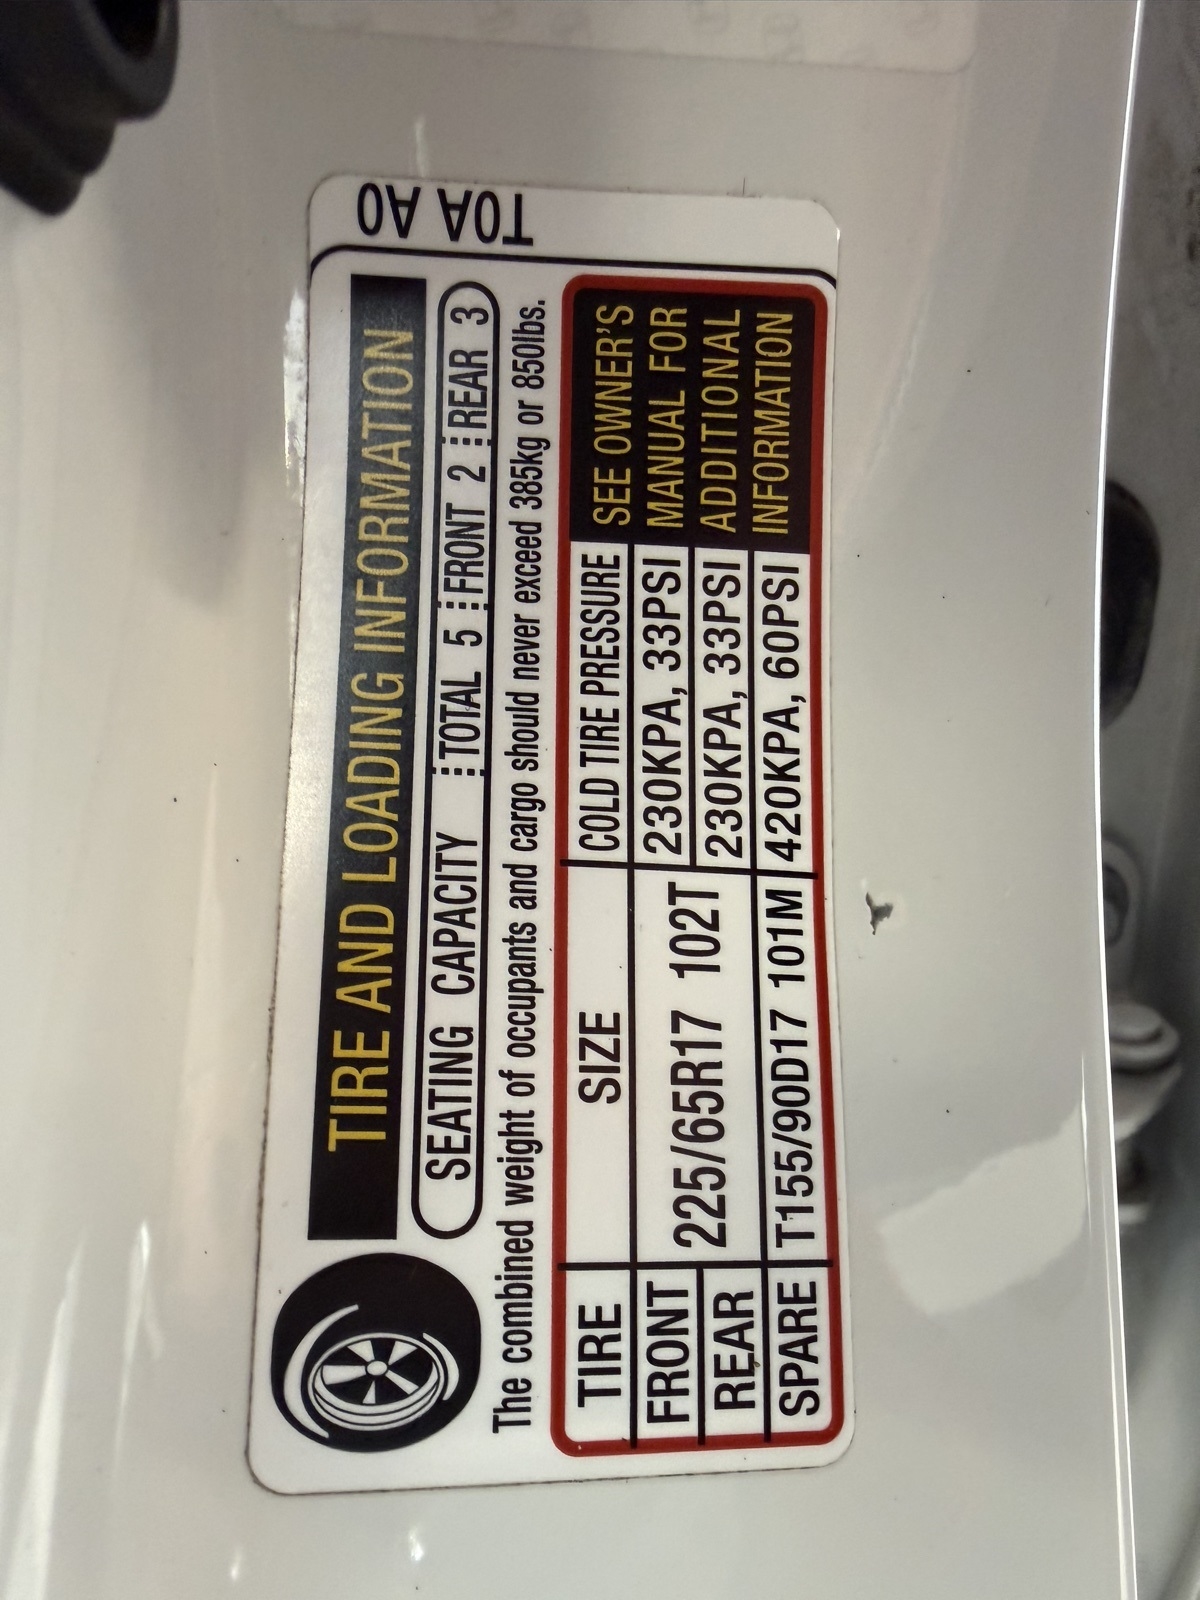 TIRE AND LOADING INFORMATION
SEATING CAPACITY TOTAL 5 FRONT 2 REAR 3
The combined weight of occupants and cargo should never exceed 385kg or 850lbs.
TIRE SIZE COLD TIRE PRESSURE
FRONT 225/65R17 102T 230KPA, 33PSI
REAR 230KPA, 33PSI
SPARE T155/90D17 101M 420KPA, 60PSI
SEE OWNER'S
MANUAL FOR
ADDITIONAL
INFORMATION
T0A A0